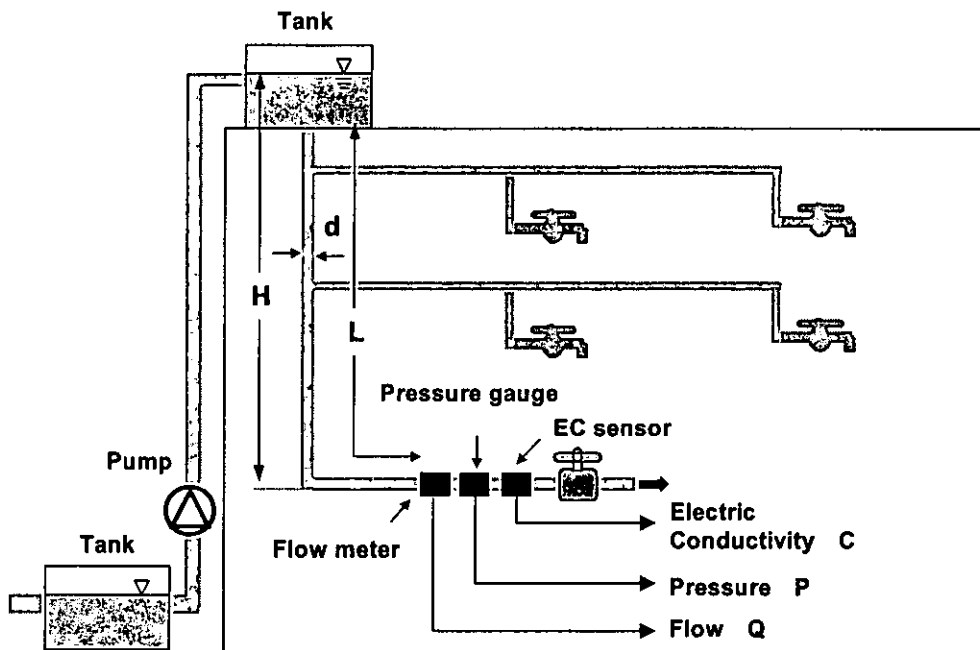 Tank
d
H
L
Pressure gauge
EC sensor
Pump
Flow meter
Tank
Electric
Conductivity C
Pressure P
Flow Q